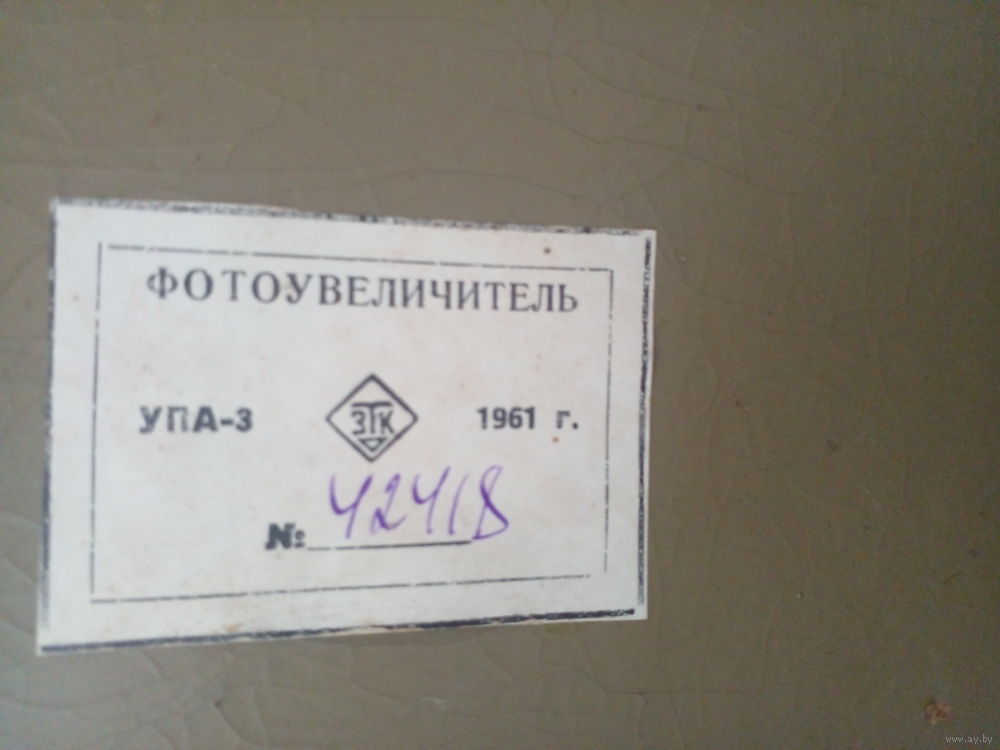 ФОТОУВЕЛИЧИТЕЛЬ
УПА-3 ЗТК 1961 г.
№ 42418
www.ay.by